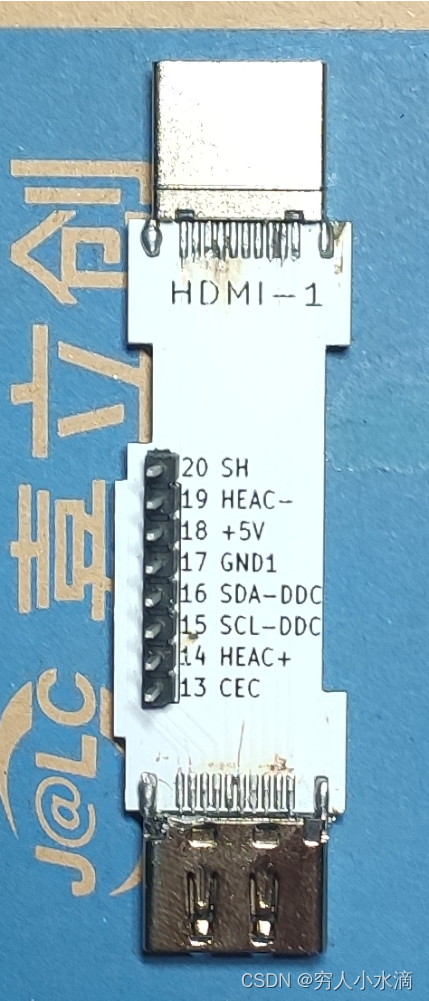 HDMI-1
20 SH
19 HEAC-
18 +5V
17 GND1
16 SDA-DDC
15 SCL-DDC
14 HEAC+
13 CEC
J@LC 嘉立创
CSDN @穷人小水滴